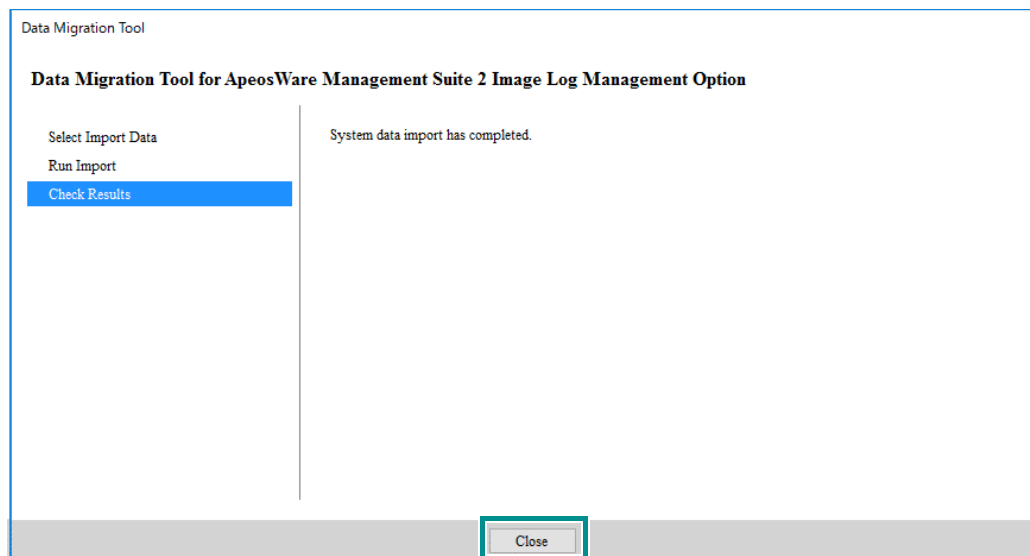 Data Migration Tool
Data Migration Tool for ApeosWare Management Suite 2 Image Log Management Option
Select Import Data
Run Import
Check Results
System data import has completed.
Close